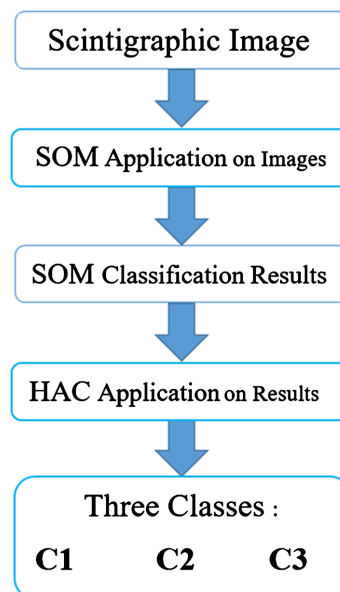 Scintigraphic Image
SOM Application on Images
SOM Classification Results
HAC Application on Results
Three Classes :
C1 C2 C3